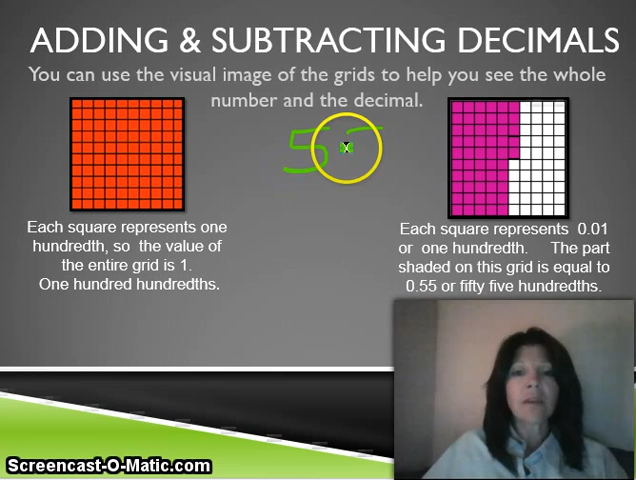 ADDING & SUBTRACTING DECIMALS
You can use the visual image of the grids to help you see the whole
number and the decimal.
5
Each square represents one
hundredth, so the value of
the entire grid is 1.
One hundred hundredths.
Each square represents 0.01
or one hundredth. The part
shaded on this grid is equal to
0.55 or fifty five hundredths.
Screencast-O-Matic.com